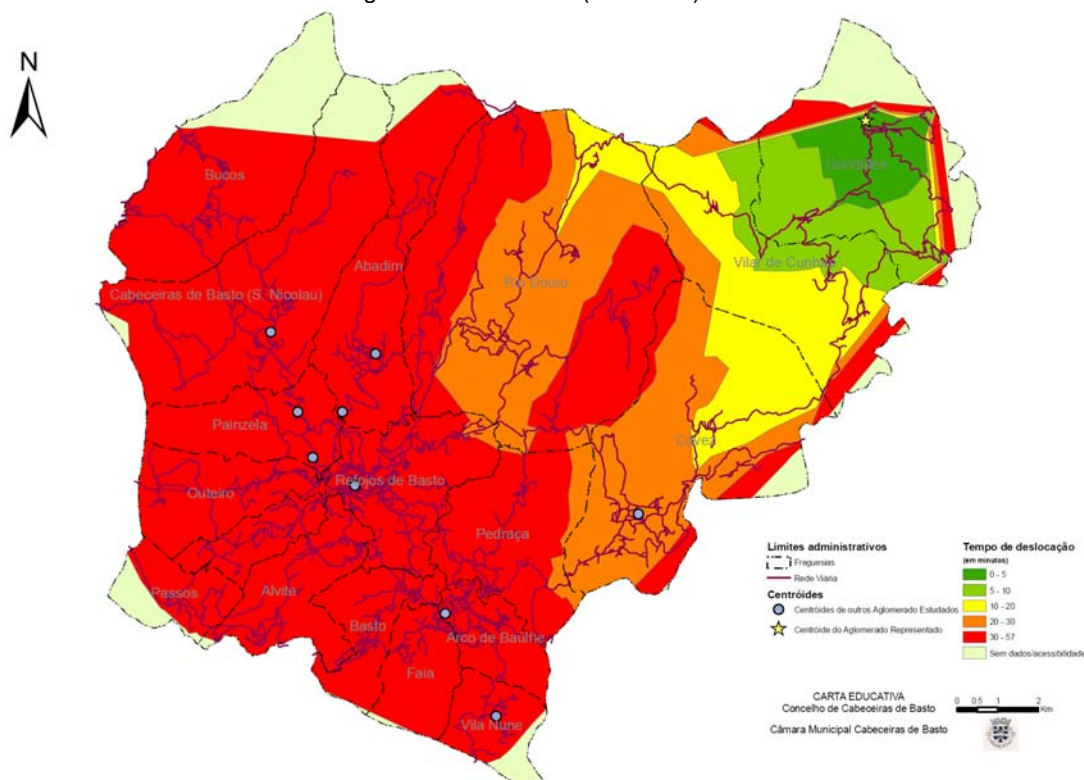 N
Bucos
Abadim
Cabeceiras de Basto (S. Nicolau)
Rio Douro
Gondiães
Vilar de Cunhas
Painzela
Cavez
Outeiro
Refojos de Basto
Pedraça
Passos
Alvite
Basto
Arco de Baúlhe
Faia
Vila Nune
Limites administrativos
Freguesias
Rede Viária
Centróides
Centróides de outros Aglomerado Estudados
Centróide do Aglomerado Representado
Tempo de deslocação
(em minutos)
0 - 5
5 - 10
10 - 20
20 - 30
30 - 57
Sem dados/acessibilidade
CARTA EDUCATIVA
Concelho de Cabeceiras de Basto
Câmara Municipal Cabeceiras de Basto
0 0,5 1 2
Km